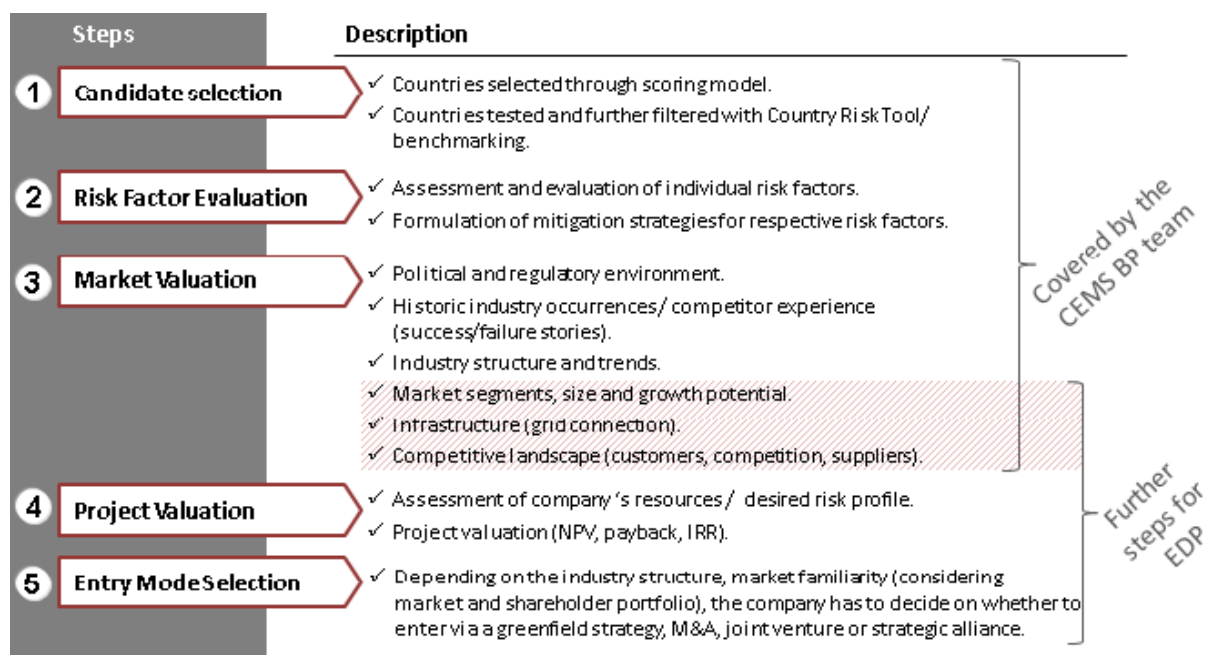 Steps
Description
1
Candidate selection
✓ Countries selected through scoring model.
✓ Countries tested and further filtered with Country Risk Tool/
benchmarking.
2
Risk Factor Evaluation
✓ Assessment and evaluation of individual risk factors.
✓ Formulation of mitigation strategies for respective risk factors.
3
Market Valuation
✓ Political and regulatory environment.
✓ Historic industry occurrences/ competitor experience
(success/failure stories).
✓ Industry structure and trends.
✓ Market segments, size and growth potential.
✓ Infrastructure (grid connection).
✓ Competitive landscape (customers, competition, suppliers).
4
Project Valuation
✓ Assessment of company 's resources / desired risk profile.
✓ Project valuation (NPV, payback, IRR).
5
Entry Mode Selection
✓ Depending on the industry structure, market familiarity (considering
market and shareholder portfolio), the company has to decide on whether to
enter via a greenfield strategy, M&A, joint venture or strategic alliance.
Covered by the
CEMS BP team
Further
steps for
EDP